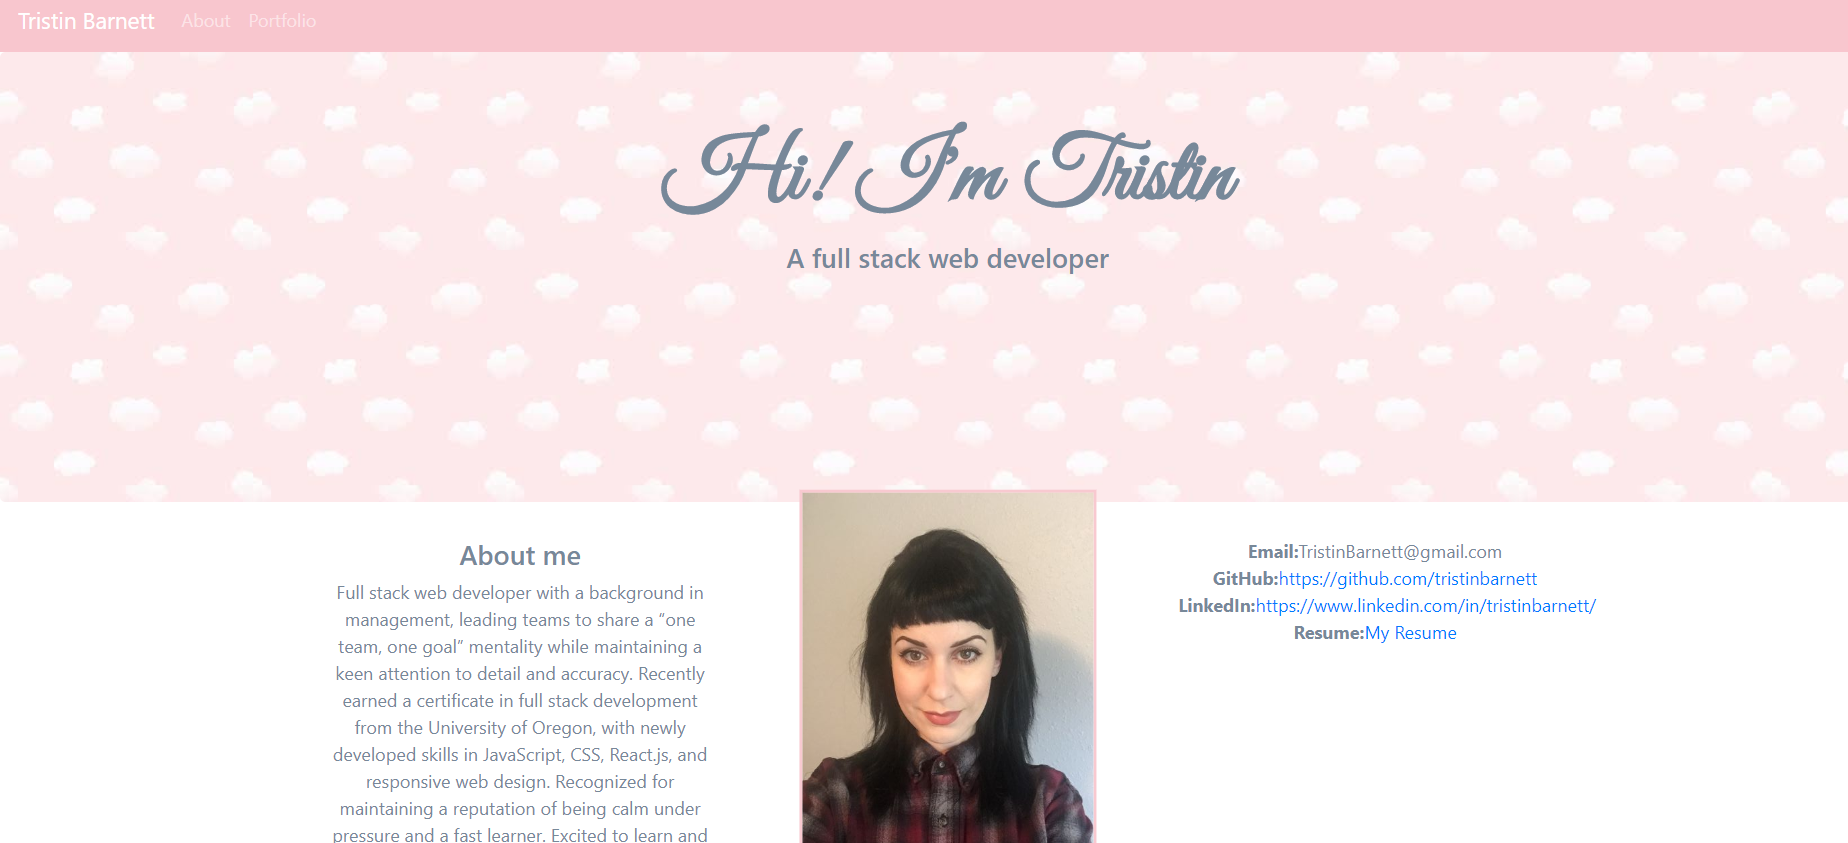 Tristin Barnett About Portfolio
Hi! I'm Tristin
A full stack web developer
About me
Full stack web developer with a background in
management, leading teams to share a “one
team, one goal” mentality while maintaining a
keen attention to detail and accuracy. Recently
earned a certificate in full stack development
from the University of Oregon, with newly
developed skills in JavaScript, CSS, React.js, and
responsive web design. Recognized for
maintaining a reputation of being calm under
pressure and a fast learner. Excited to learn and
Email:TristinBarnett@gmail.com
GitHub:https://github.com/tristinbarnett
LinkedIn:https://www.linkedin.com/in/tristinbarnett/
Resume:My Resume